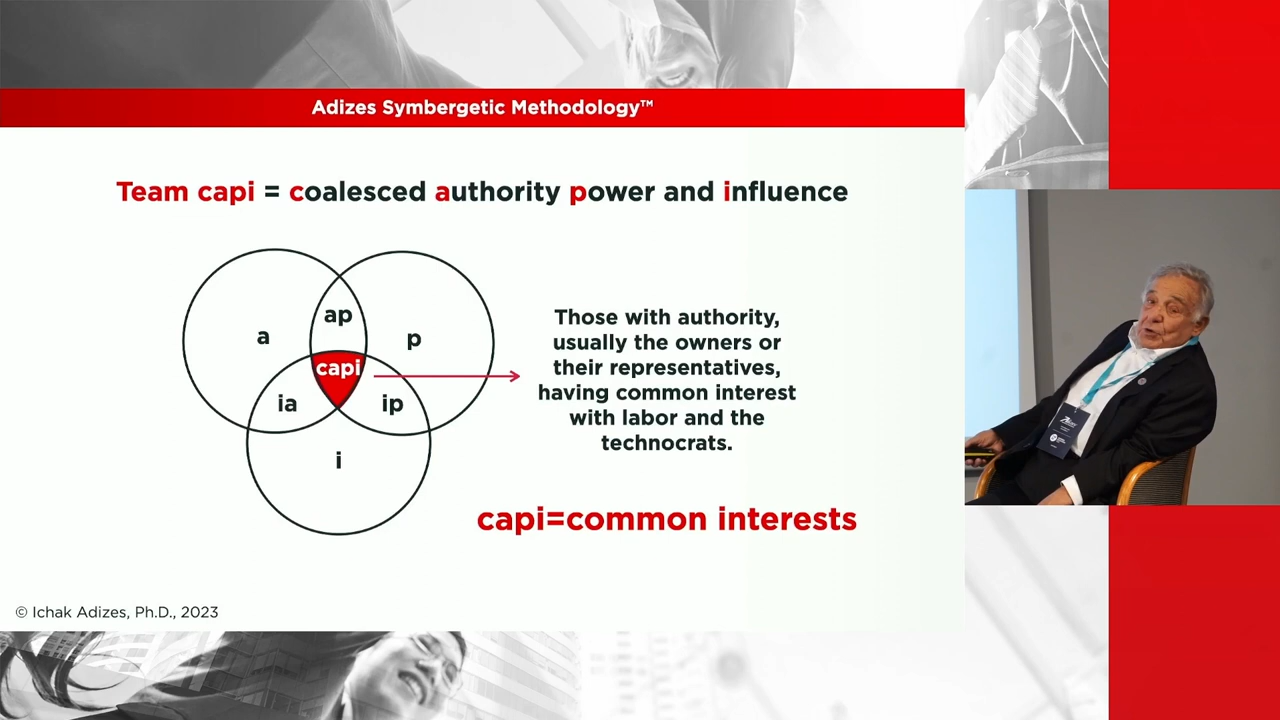 Adizes Symbergetic Methodology™
Team capi = coalesced authority power and influence
a
ap
p
capi
ia
ip
i
Those with authority,
usually the owners or
their representatives,
having common interest
with labor and the
technocrats.
capi=common interests
© Ichak Adizes, Ph.D., 2023